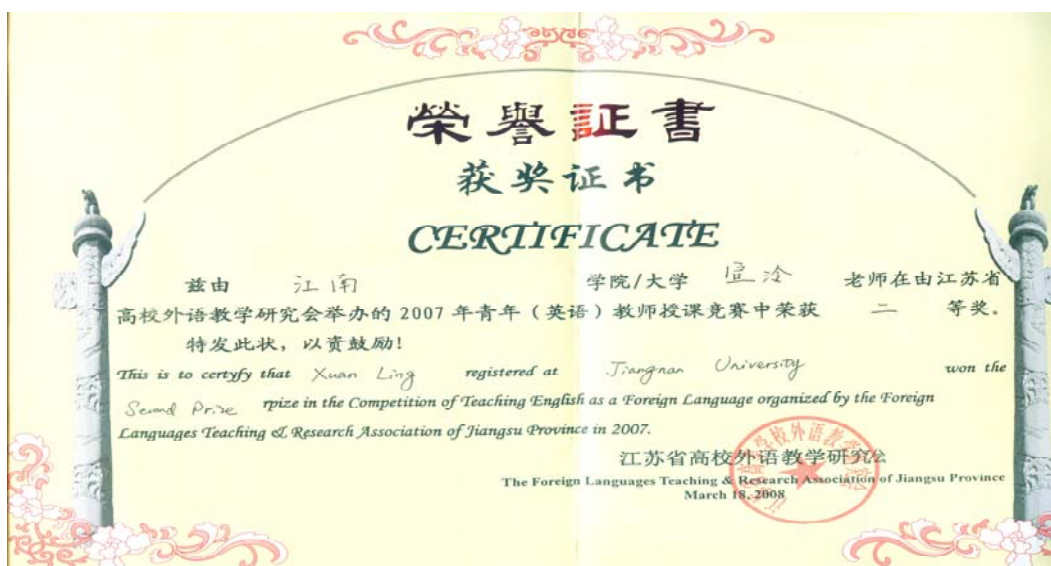 榮譽証書
获奖证书
CERTIFICATE
兹由 江南 学院/大学 宣泠 老师在由江苏省
高校外语教学研究会举办的 2007 年青年（英语）教师授课竞赛中荣获 二 等奖。
特发此状，以资鼓励！
This is to certyfy that Xuan Ling registered at Jiangnan University won the
Second Prize rpize in the Competition of Teaching English as a Foreign Language organized by the Foreign
Languages Teaching & Research Association of Jiangsu Province in 2007.
江苏省高校外语教学研究会
The Foreign Languages Teaching & Research Association of Jiangsu Province
March 18, 2008